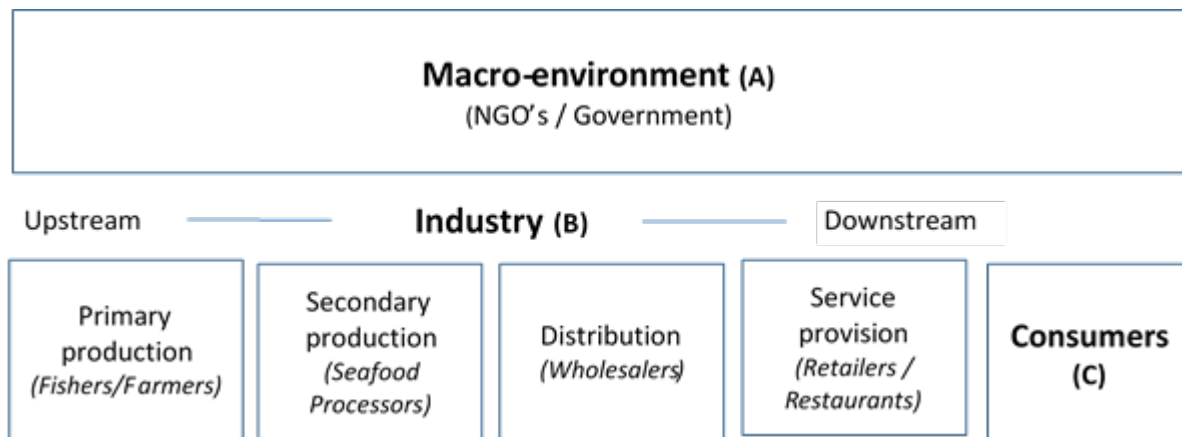 Macro-environment (A)
(NGO’s / Government)
Upstream
Industry (B)
Downstream
Primary
production
(Fishers/Farmers)
Secondary
production
(Seafood
Processors)
Distribution
(Wholesalers)
Service
provision
(Retailers /
Restaurants)
Consumers
(C)